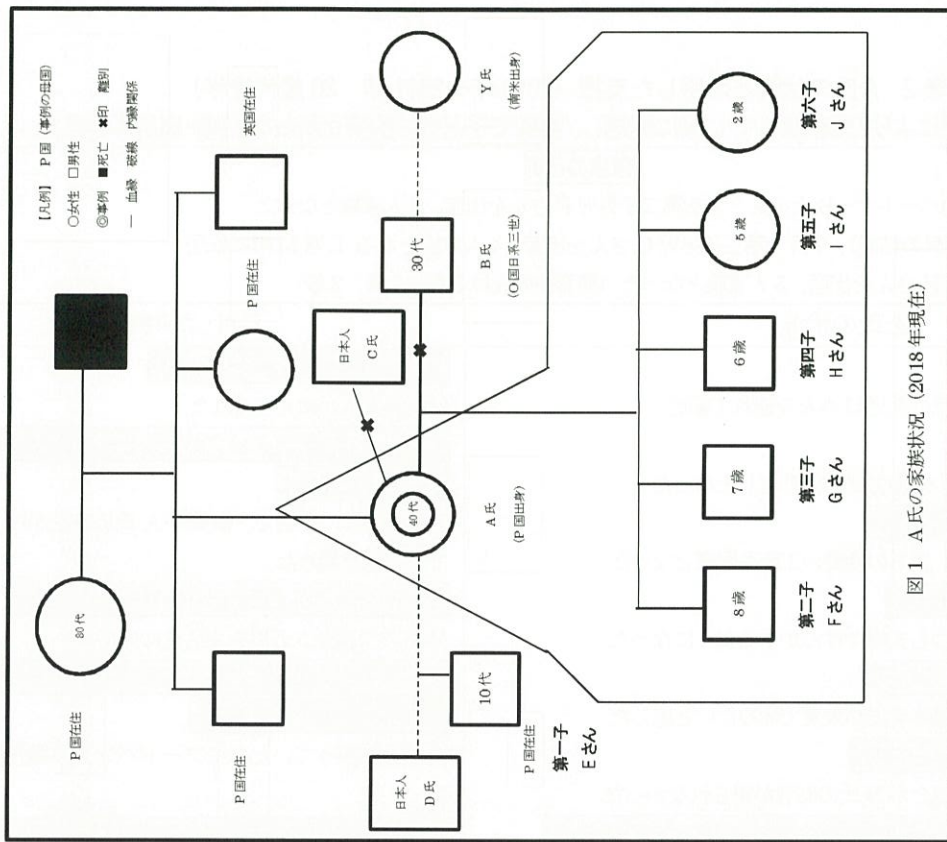 【凡例】 P国 (事例の母国)
○女性 □男性
◎事例 ■死亡 ✖印 離別
― 血縁 破線 内縁関係
80代
P国在住
P国在住
P国在住
英国在住
日本人
D氏
10代
P国在住
第一子
Eさん
40代
A氏
(P国出身)
日本人
C氏
✖
✖
30代
B氏
(O国日系三世)
Y氏
(南米出身)
8歳
第二子
Fさん
7歳
第三子
Gさん
6歳
第四子
Hさん
5歳
第五子
Iさん
2歳
第六子
Jさん
図1 A氏の家族状況 (2018年現在)